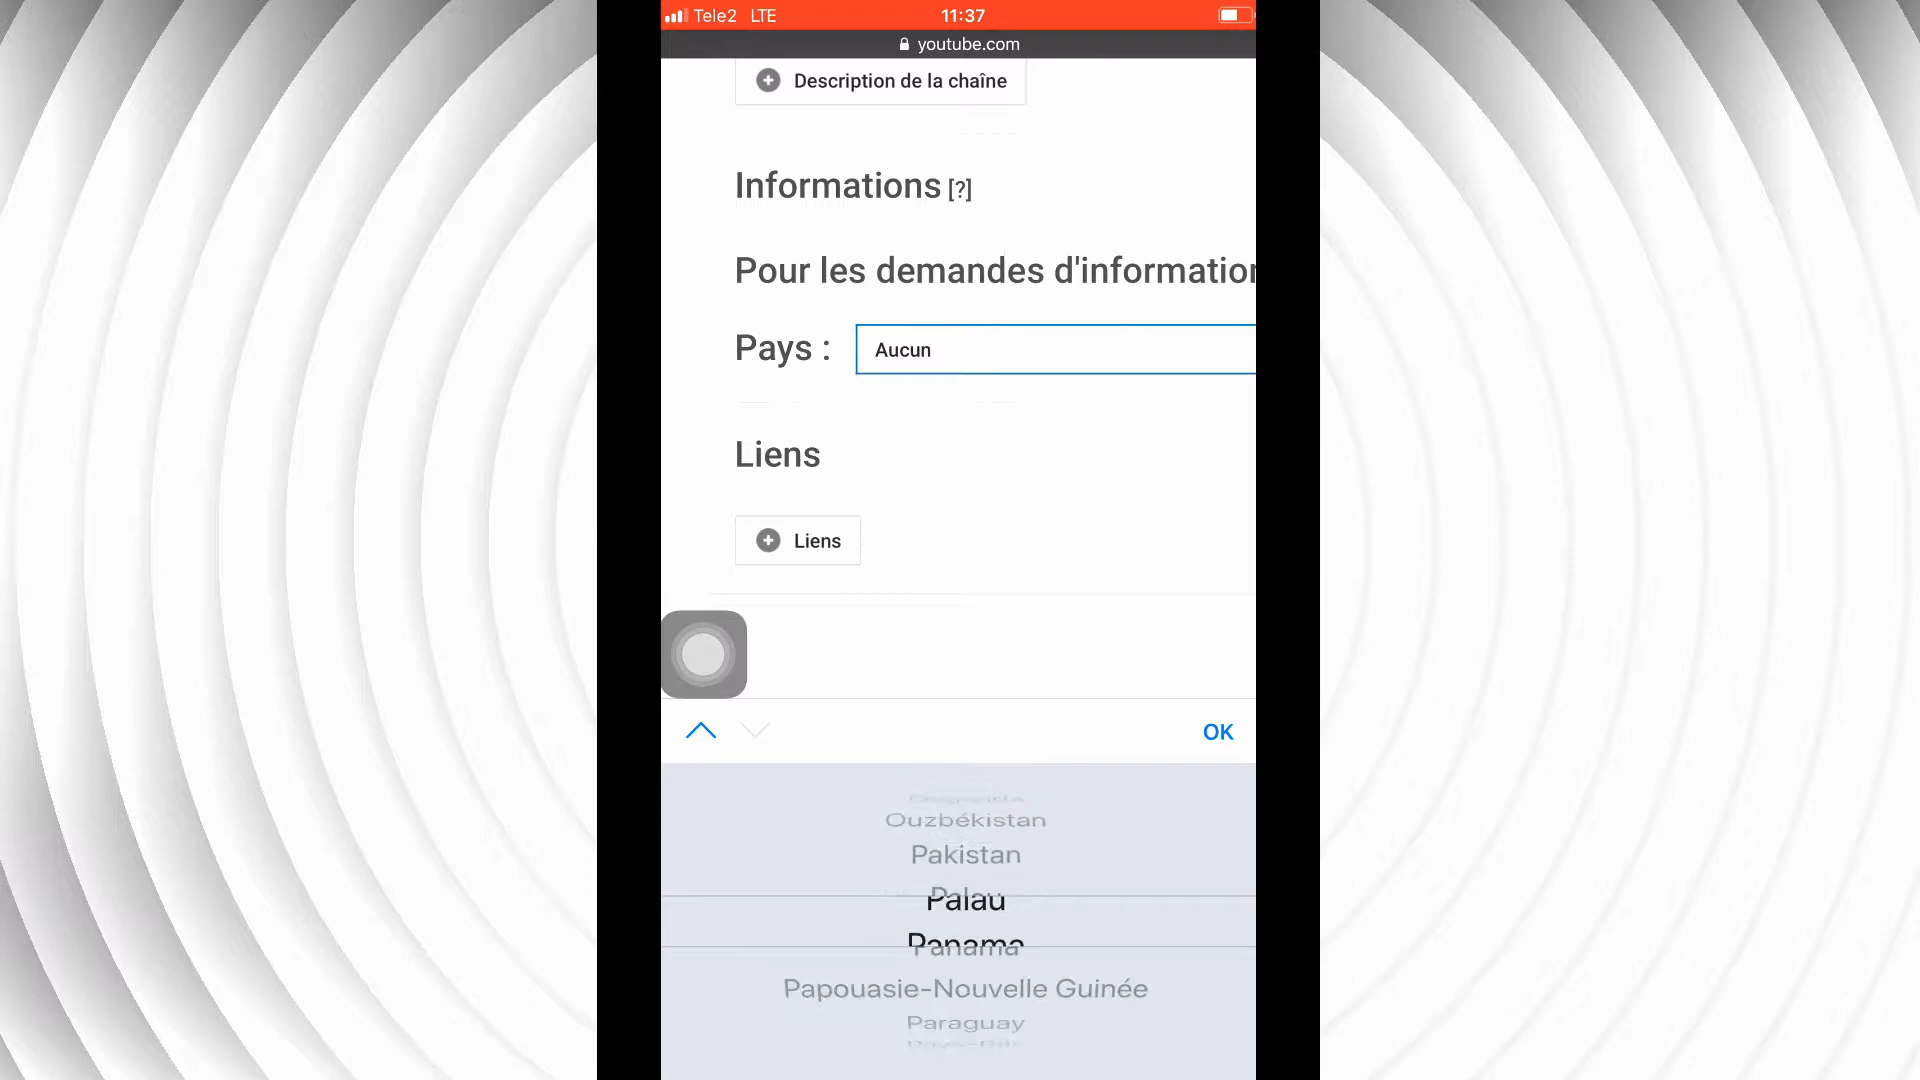 Tele2 LTE 11:37
youtube.com
Description de la chaîne
Informations [?]
Pour les demandes d'information
Pays : Aucun
Liens
Liens
OK
Ouzbékistan
Pakistan
Palau
Panama
Papouasie-Nouvelle Guinée
Paraguay